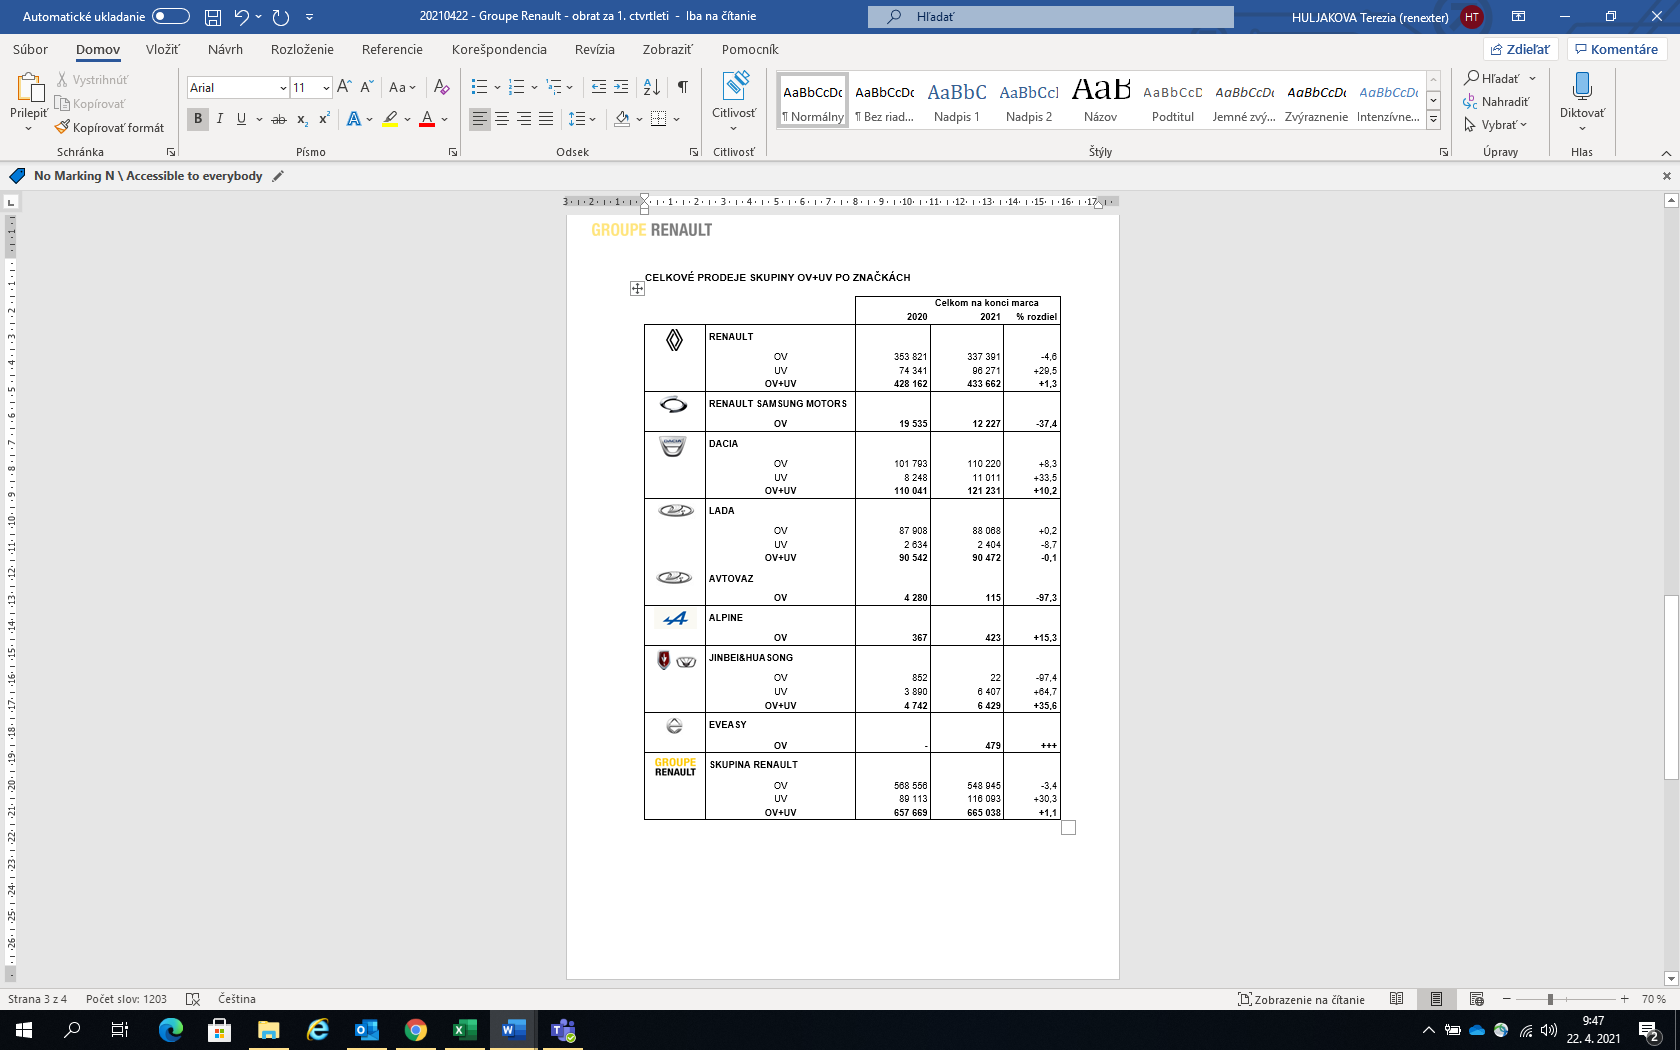 Automatické ukladanie
20210422 - Groupe Renault - obrat za 1. ctvrtleti - Iba na čítanie
Hľadať
HULJAKOVA Terezia (renexter)
HT
Súbor Domov Vložiť Návrh Rozloženie Referencie Korešpondencia Revízia Zobraziť Pomocník
Zdieľať Komentáre
Prilepiť
Vystrihnúť
Kopírovať
Kopírovať formát
Schránka
Arial 11
Písmo
Odsek
Citlivosť
Citlivosť
AaBbCcDc AaBbCcDc AaBbC AaBbCcI AaB AaBbCcD AaBbCcDc AaBbCcDc AaBbCcDc
¶ Normálny ¶ Bez riad... Nadpis 1 Nadpis 2 Názov Podtitul Jemné zvý... Zvýraznenie Intenzívne...
Štýly
Hľadať
Nahradiť
Vybrať
Úpravy
Diktovať
Hlas
No Marking N \ Accessible to everybody
GROUPE RENAULT
CELKOVÉ PRODEJE SKUPINY OV+UV PO ZNAČKÁCH
Celkom na konci marca
2020 2021 % rozdiel
RENAULT
OV 353 821 337 391 -4,6
UV 74 341 96 271 +29,5
OV+UV 428 162 433 662 +1,3
RENAULT SAMSUNG MOTORS
OV 19 535 12 227 -37,4
DACIA
OV 101 793 110 220 +8,3
UV 8 248 11 011 +33,5
OV+UV 110 041 121 231 +10,2
LADA
OV 87 908 88 068 +0,2
UV 2 634 2 404 -8,7
OV+UV 90 542 90 472 -0,1
AVTOVAZ
OV 4 280 115 -97,3
ALPINE
OV 367 423 +15,3
JINBEI&HUASONG
OV 852 22 -97,4
UV 3 890 6 407 +64,7
OV+UV 4 742 6 429 +35,6
EVEASY
OV - 479 +++
GROUPE
RENAULT
SKUPINA RENAULT
OV 568 556 548 945 -3,4
UV 89 113 116 093 +30,3
OV+UV 657 669 665 038 +1,1
Strana 3 z 4 Počet slov: 1203 Čeština
Zobrazenie na čítanie
70 %
9:47
22. 4. 2021
2